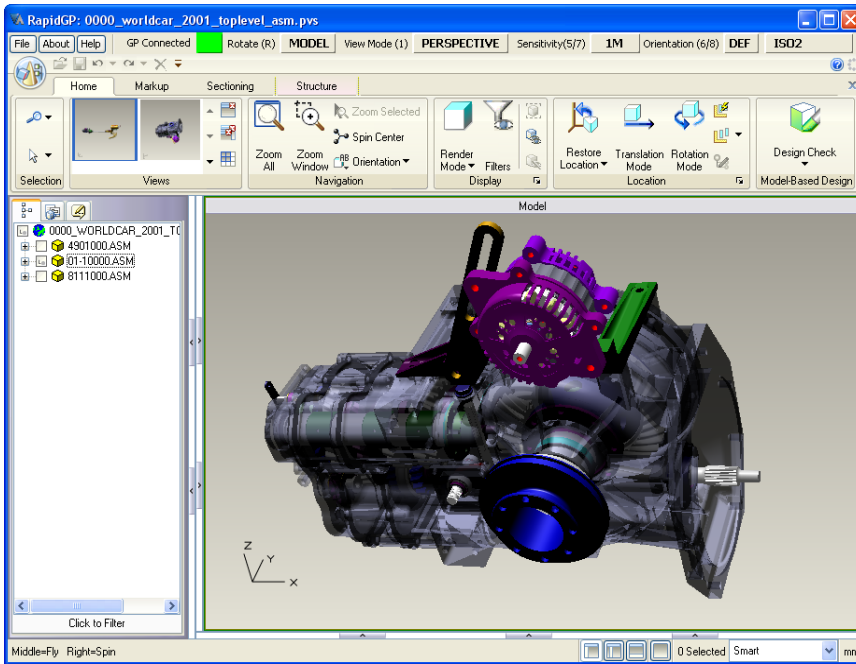 RapidGP: 0000_worldcar_2001_toplevel_asm.pvs
File About Help GP Connected Rotate (R) MODEL View Mode (1) PERSPECTIVE Sensitivity(5/7) 1M Orientation (6/8) DEF ISO2
Home Markup Sectioning Structure
Zoom Selected
Spin Center
Orientation
Zoom All
Zoom Window
Render Mode
Filters
Restore Location
Translation Mode
Rotation Mode
Design Check
Selection Views Navigation Display Location Model-Based Design
Model
0000_WORLDCAR_2001_TO
4901000.ASM
01-10000.ASM
8111000.ASM
Z
Y
X
Click to Filter
Middle=Fly Right=Spin 0 Selected Smart mm